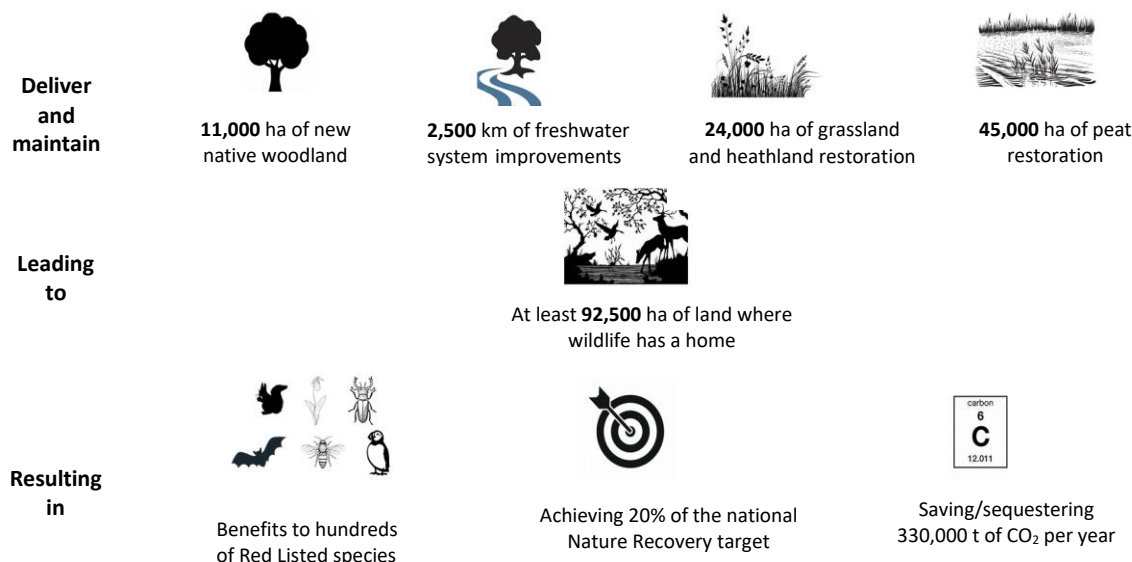 Deliver
and
maintain
11,000 ha of new
native woodland
2,500 km of freshwater
system improvements
24,000 ha of grassland
and heathland restoration
45,000 ha of peat
restoration
Leading
to
At least 92,500 ha of land where
wildlife has a home
Resulting
in
Benefits to hundreds
of Red Listed species
Achieving 20% of the national
Nature Recovery target
carbon
6
C
12.011
Saving/sequestering
330,000 t of CO₂ per year